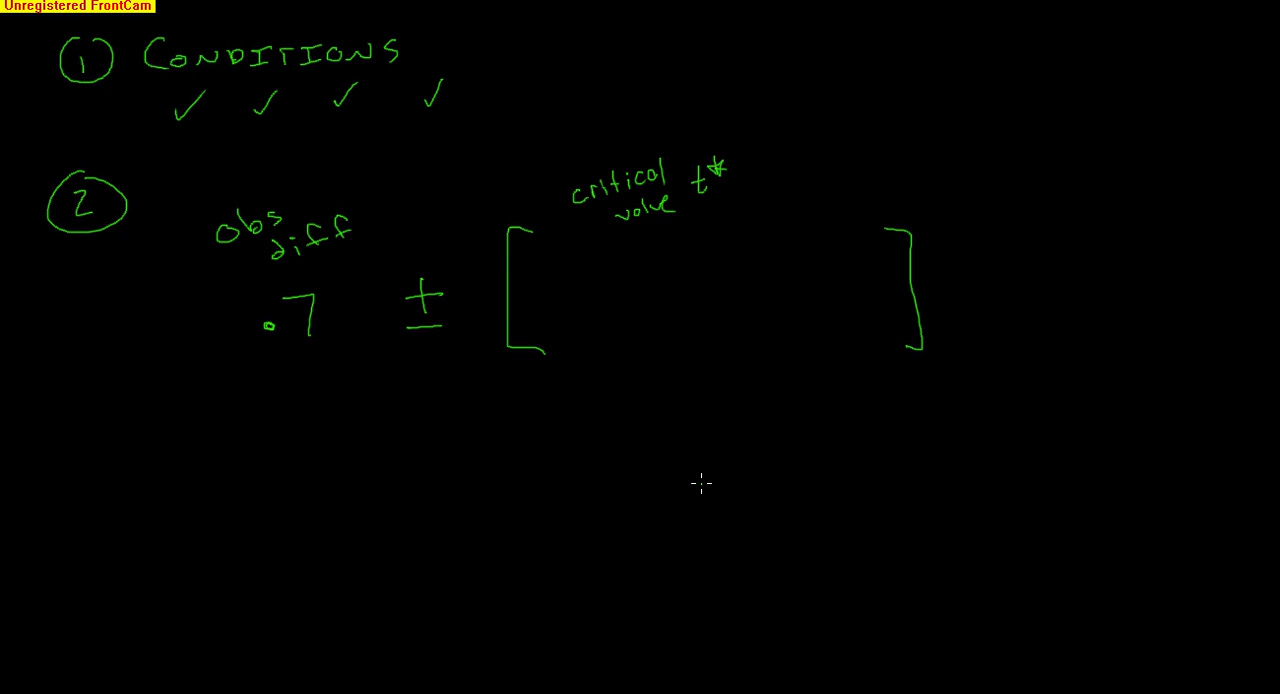 Unregistered FrontCam
1 CONDITIONS
✓ ✓ ✓ ✓
2
critical t*
value
obs
diff
.7 ± [ ]